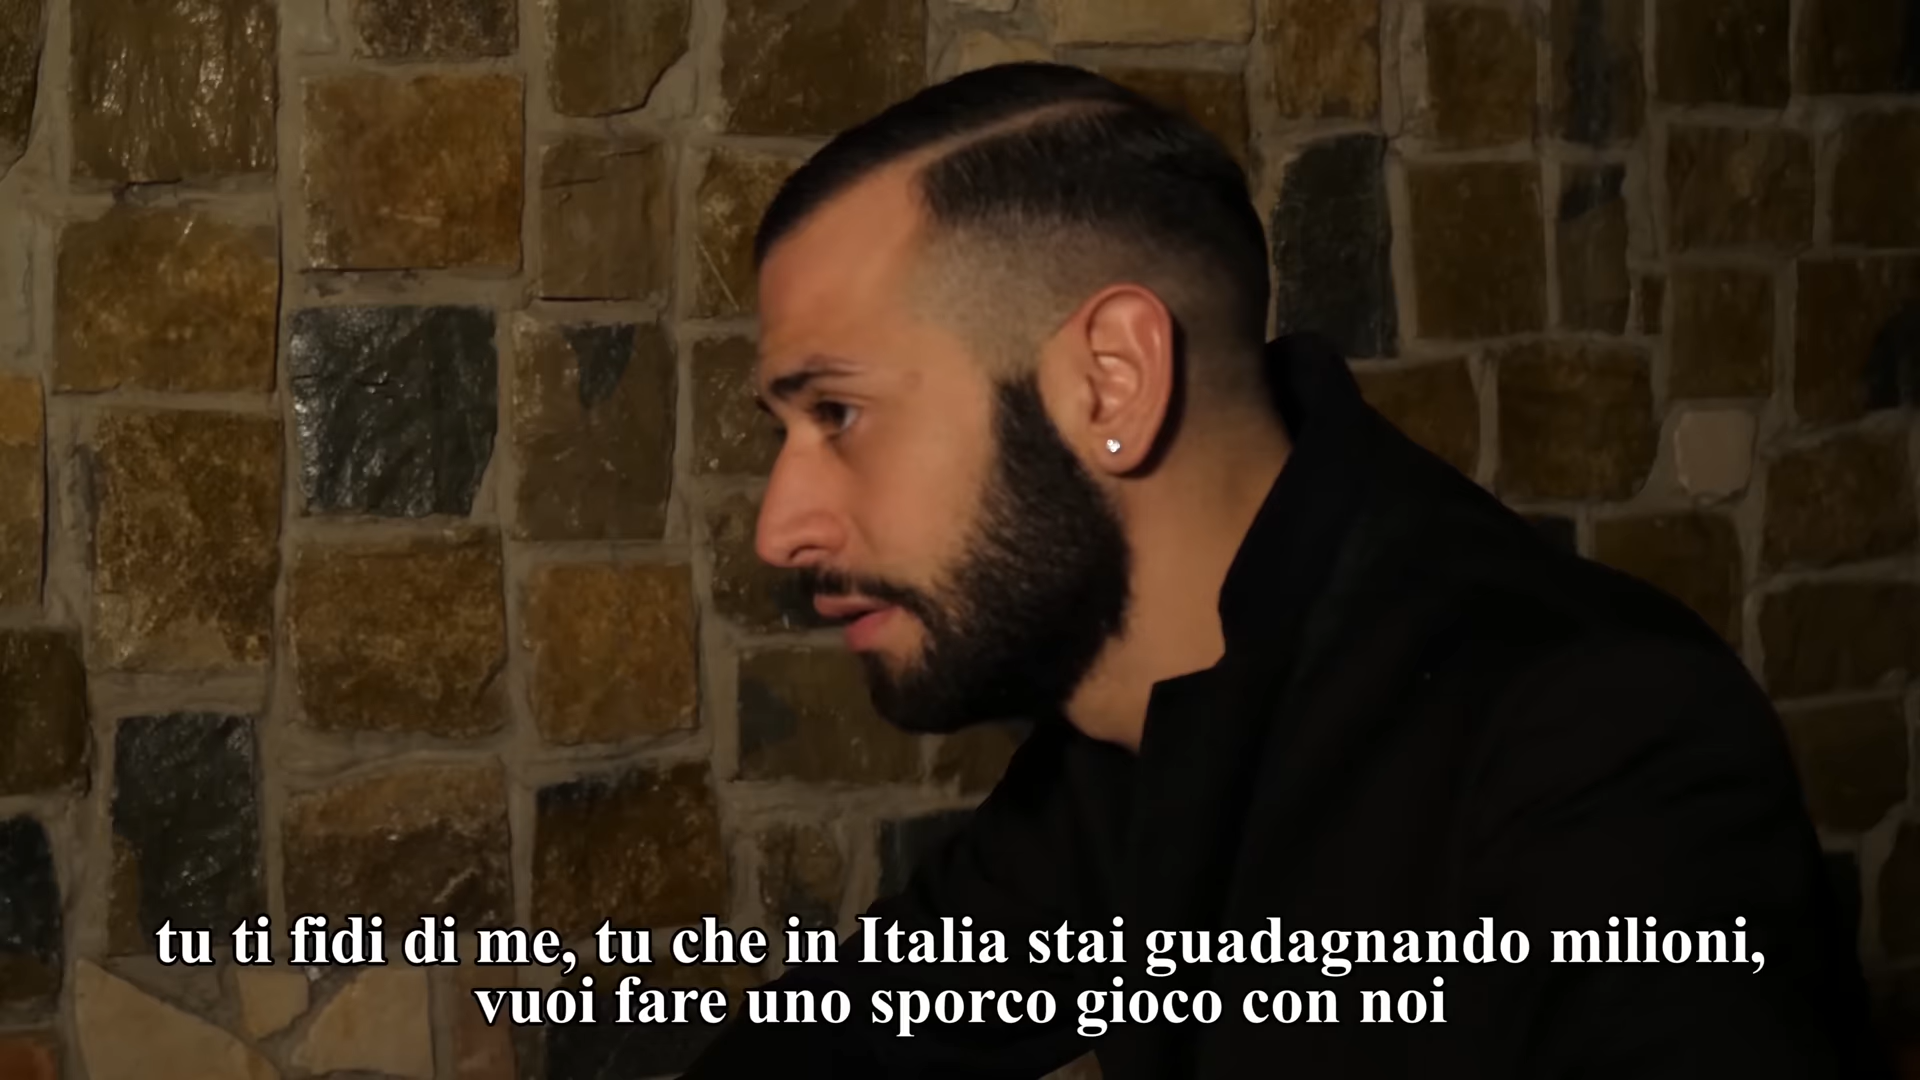 tu ti fidi di me, tu che in Italia stai guadagnando milioni,
vuoi fare uno sporco gioco con noi